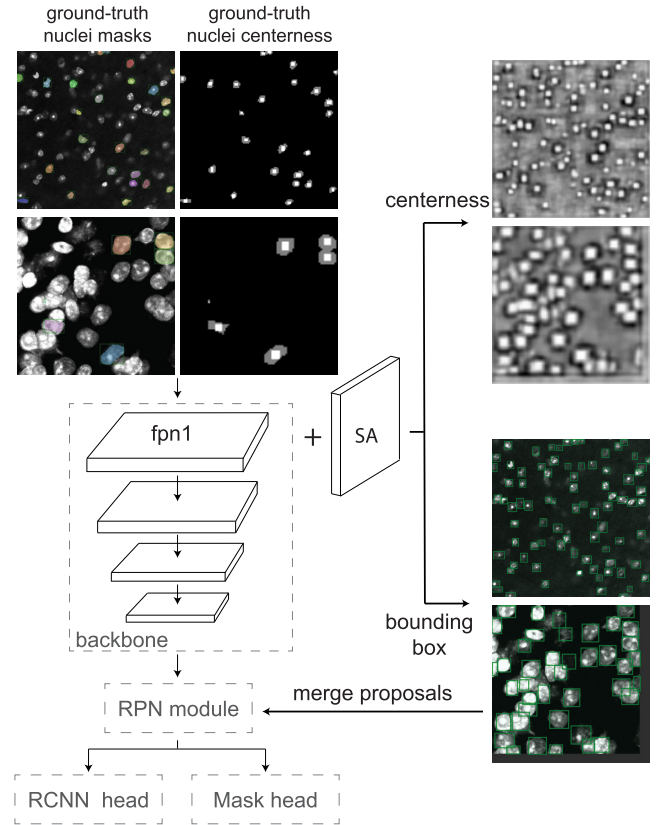 ground-truth
nuclei masks
ground-truth
nuclei centerness
centerness
fpn1
+
SA
backbone
bounding
box
RPN module
merge proposals
RCNN head
Mask head